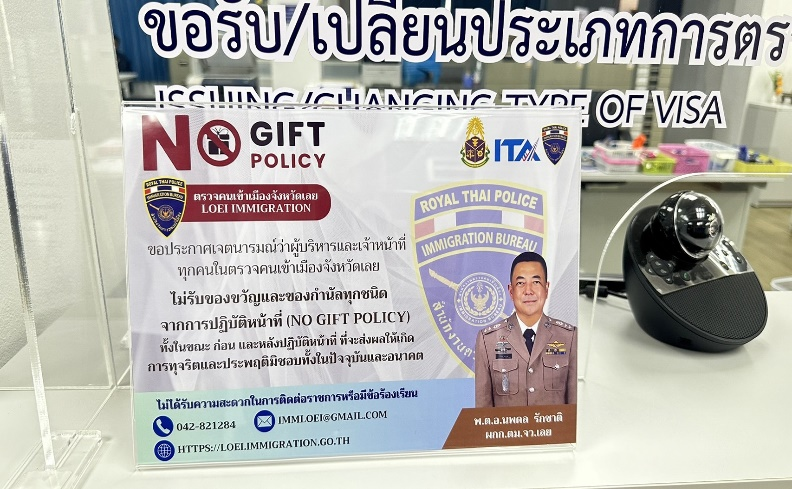 ขอรับ/เปลี่ยนประเภทการตร
ISSUING/CHANGING TYPE OF VISA
NO GIFT
POLICY
ITA
ROYAL THAI POLICE
ตรวจคนเข้าเมืองจังหวัดเลย
LOEI IMMIGRATION
ROYAL THAI POLICE
IMMIGRATION BUREAU
ขอประกาศเจตนารมณ์ว่าผู้บริหารและเจ้าหน้าที่
ทุกคนในตรวจคนเข้าเมืองจังหวัดเลย
ไม่รับของขวัญและของกำนัลทุกชนิด
จากการปฏิบัติหน้าที่ (NO GIFT POLICY)
ทั้งในขณะ ก่อน และหลังปฏิบัติหน้าที่ ที่จะส่งผลให้เกิด
การทุจริตและประพฤติมิชอบทั้งในปัจจุบันและอนาคต
ไม่ได้รับความสะดวกในการติดต่อราชการหรือมีข้อร้องเรียน
042-821284
IMMLOEI@GMAIL.COM
HTTPS://LOEI.IMMIGRATION.GO.TH
พ.ต.อ.นพดล รักชาติ
ผกก.ตม.จว.เลย